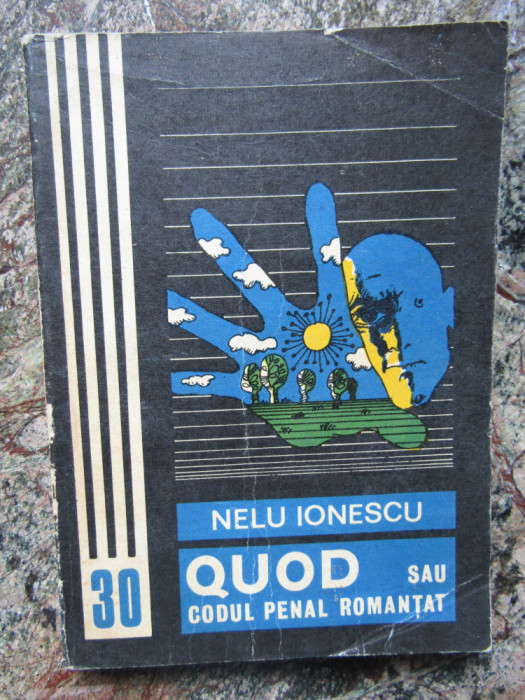 NELU IONESCU
QUOD SAU
CODUL PENAL ROMANȚAT
30